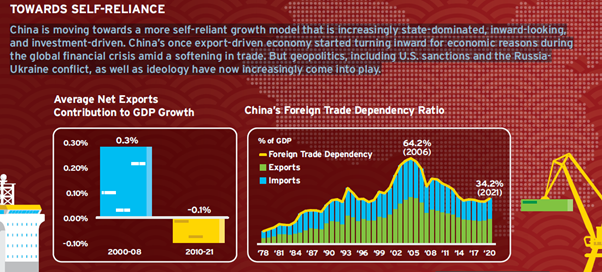 TOWARDS SELF-RELIANCE
China is moving towards a more self-reliant growth model that is increasingly state-dominated, inward-looking,
and investment-driven. China's once export-driven economy started turning inward for economic reasons during
the global financial crisis amid a softening in trade. But geopolitics, including U.S. sanctions and the Russia-
Ukraine conflict, as well as ideology have now increasingly come into play.
Average Net Exports
Contribution to GDP Growth
0.30%
0.20%
0.10%
0.00%
-0.10%
0.3%
-0.1%
2000-08
2010-21
China's Foreign Trade Dependency Ratio
% of GDP
Foreign Trade Dependency
Exports
Imports
64.2%
(2006)
34.2%
(2021)
'78 '81 '84 '87 '90 '93 '96 '99 '02 '05 '08 '11 '14 '17 '20